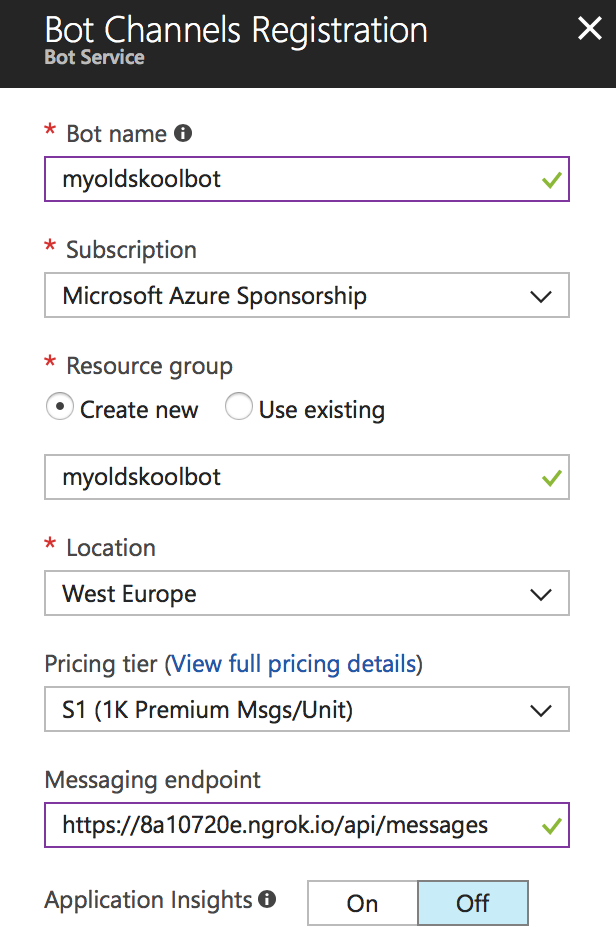 Bot Channels Registration
Bot Service
* Bot name
myoldskoolbot
* Subscription
Microsoft Azure Sponsorship
* Resource group
Create new Use existing
myoldskoolbot
* Location
West Europe
Pricing tier (View full pricing details)
S1 (1K Premium Msgs/Unit)
Messaging endpoint
https://8a10720e.ngrok.io/api/messages
Application Insights On Off